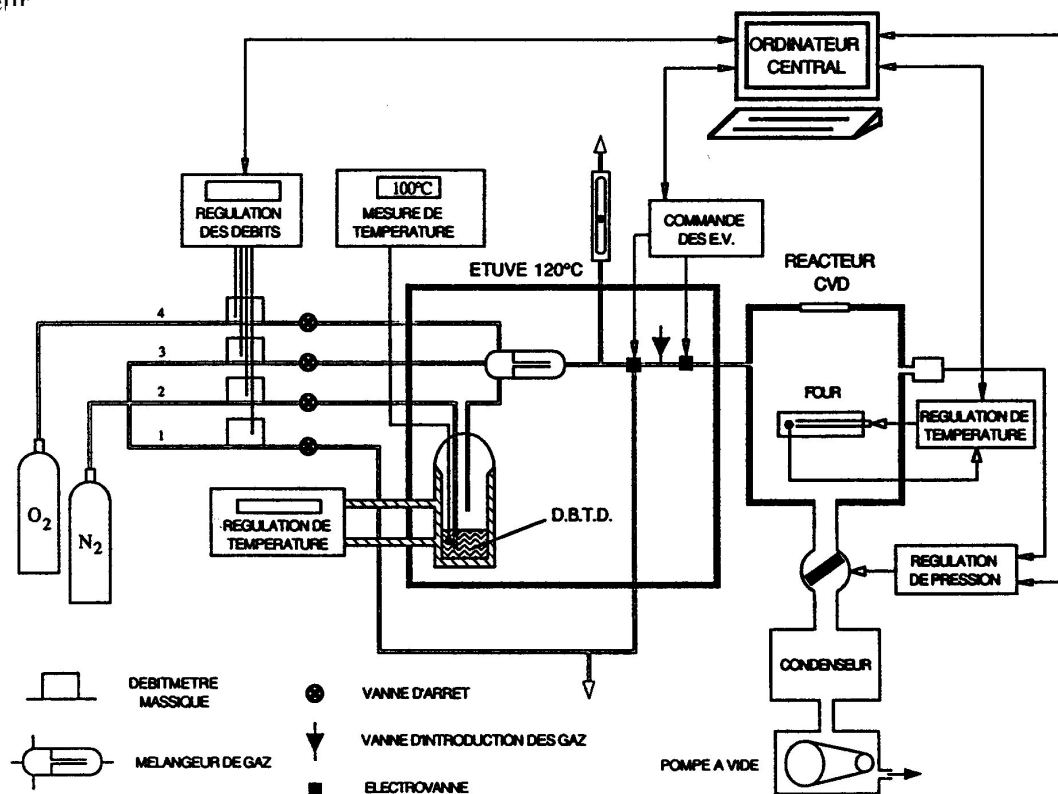 ORDINATEUR
CENTRAL
100°C
REGULATION
DES DEBITS
MESURE DE
TEMPERATURE
COMMANDE
DES E.V.
ETUVE 120°C
REACTEUR
CVD
4
3
2
1
FOUR
REGULATION DE
TEMPERATURE
O2
N2
REGULATION DE
TEMPERATURE
D.B.T.D.
REGULATION
DE PRESSION
CONDENSEUR
DEBITMETRE
MASSIQUE
VANNE D'ARRET
VANNE D'INTRODUCTION DES GAZ
MELANGEUR DE GAZ
ELECTROVANNE
POMPE A VIDE